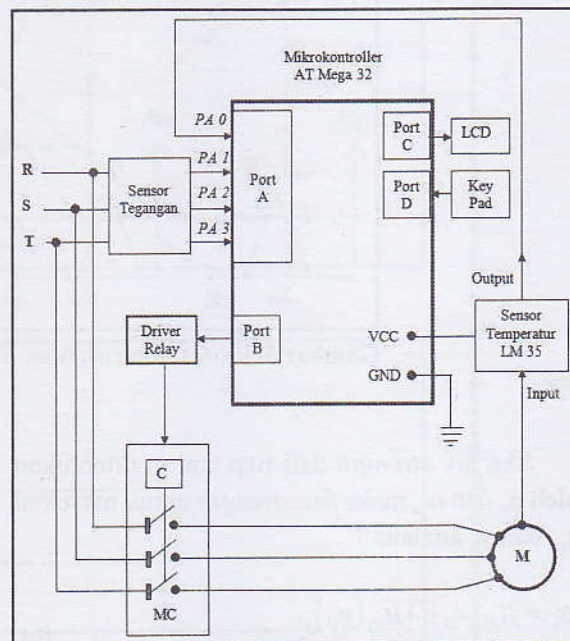 Mikrokontroller
AT Mega 32
PA 0
Port
C
LCD
R
PA 1
Sensor
Tegangan
Port
A
S
PA 2
Port
D
Key
Pad
T
PA 3
Output
Driver
Relay
Port
B
VCC
Sensor
Temperatur
LM 35
GND
Input
C
M
MC